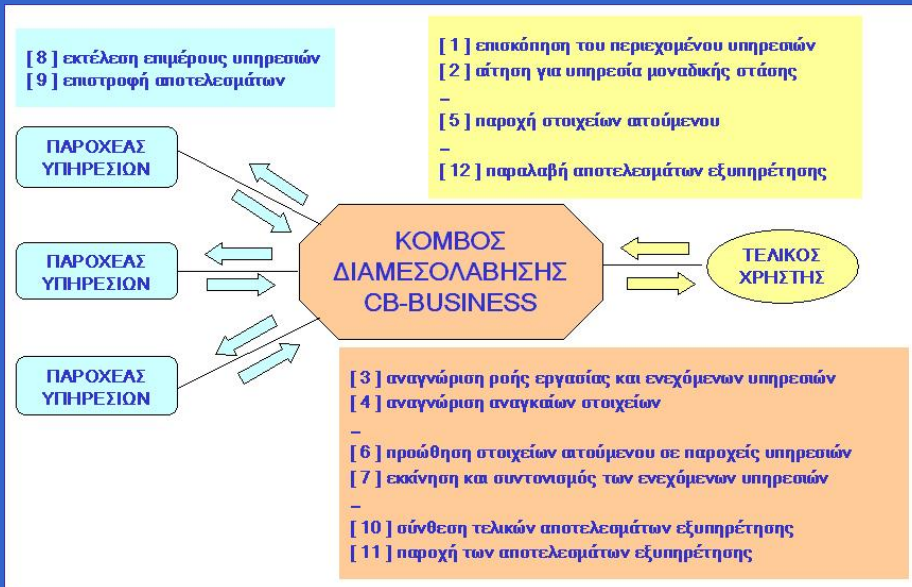 [ 8 ] εκτέλεση επιμέρους υπηρεσιών
[ 9 ] επιστροφή αποτελεσμάτων
[ 1 ] επισκόπηση του περιεχομένου υπηρεσιών
[ 2 ] αίτηση για υπηρεσία μοναδικής στάσης
–
[ 5 ] παροχή στοιχείων αιτούμενου
–
[ 12 ] παραλαβή αποτελεσμάτων εξυπηρέτησης
ΠΑΡΟΧΕΑΣ
ΥΠΗΡΕΣΙΩΝ
ΠΑΡΟΧΕΑΣ
ΥΠΗΡΕΣΙΩΝ
ΠΑΡΟΧΕΑΣ
ΥΠΗΡΕΣΙΩΝ
ΚΟΜΒΟΣ
ΔΙΑΜΕΣΟΛΑΒΗΣΗΣ
CB-BUSINESS
ΤΕΛΙΚΟΣ
ΧΡΗΣΤΗΣ
[ 3 ] αναγνώριση ροής εργασίας και ενεχόμενων υπηρεσιών
[ 4 ] αναγνώριση αναγκαίων στοιχείων
–
[ 6 ] προώθηση στοιχείων αιτούμενου σε παροχείς υπηρεσιών
[ 7 ] εκκίνηση και συντονισμός των ενεχόμενων υπηρεσιών
–
[ 10 ] σύνθεση τελικών αποτελεσμάτων εξυπηρέτησης
[ 11 ] παροχή των αποτελεσμάτων εξυπηρέτησης